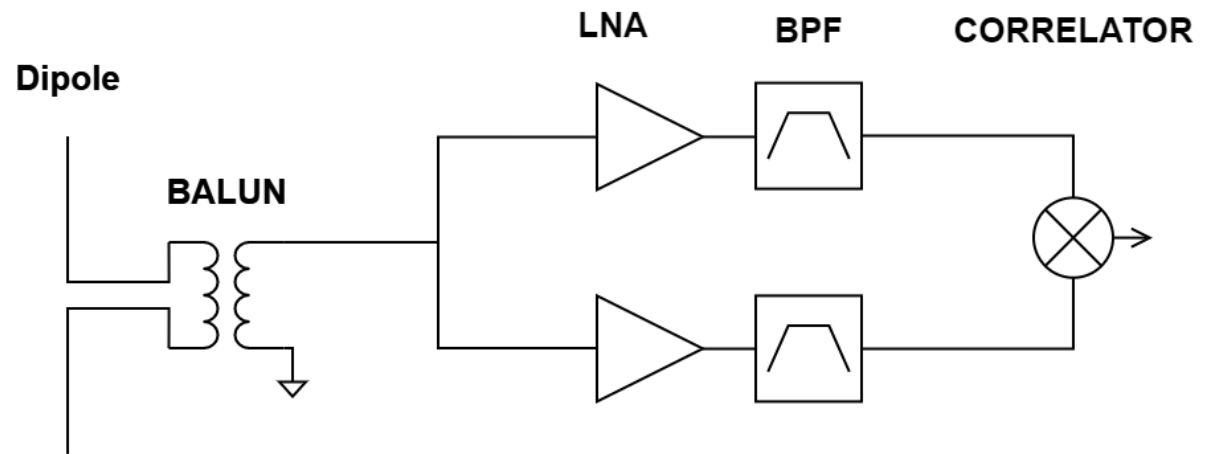 LNA
BPF
CORRELATOR
Dipole
BALUN